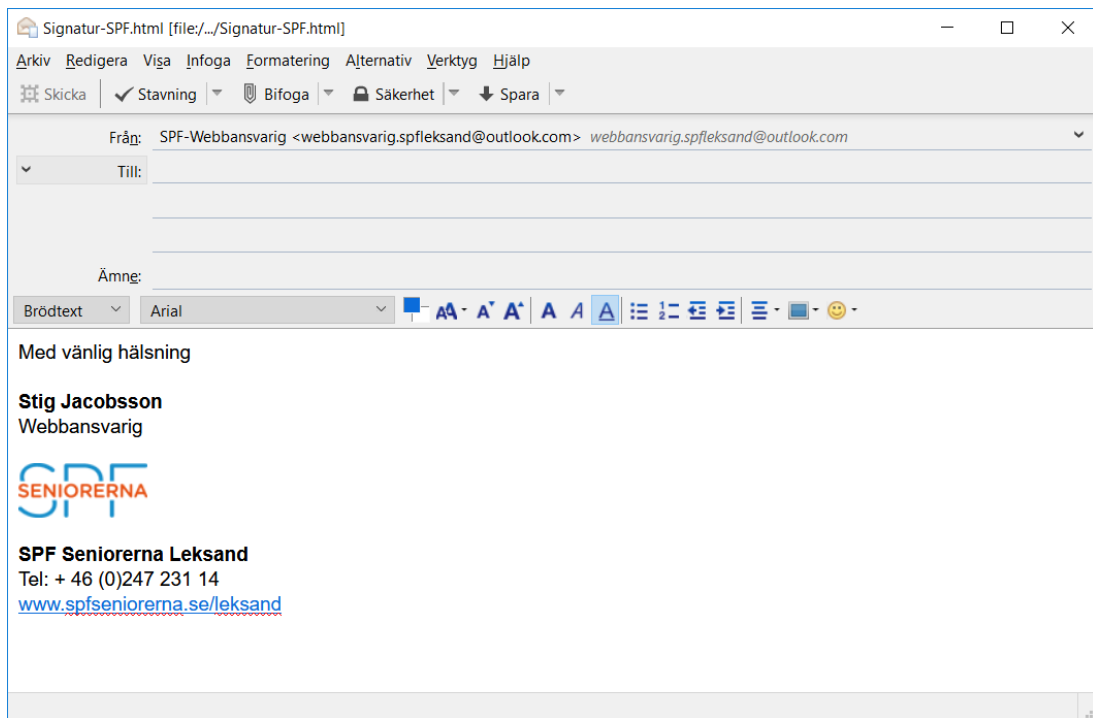 Signatur-SPF.html [file:/.../Signatur-SPF.html]
Arkiv Redigera Visa Infoga Formatering Alternativ Verktyg Hjälp
Skicka Stavning Bifoga Säkerhet Spara
Från: SPF-Webbansvarig <webbansvarig.spfleksand@outlook.com> webbansvarig.spfleksand@outlook.com
Till:
Ämne:
Brödtext Arial
Med vänlig hälsning
Stig Jacobsson
Webbansvarig
SPF
SENIORERNA
SPF Seniorerna Leksand
Tel: + 46 (0)247 231 14
www.spfseniorerna.se/leksand